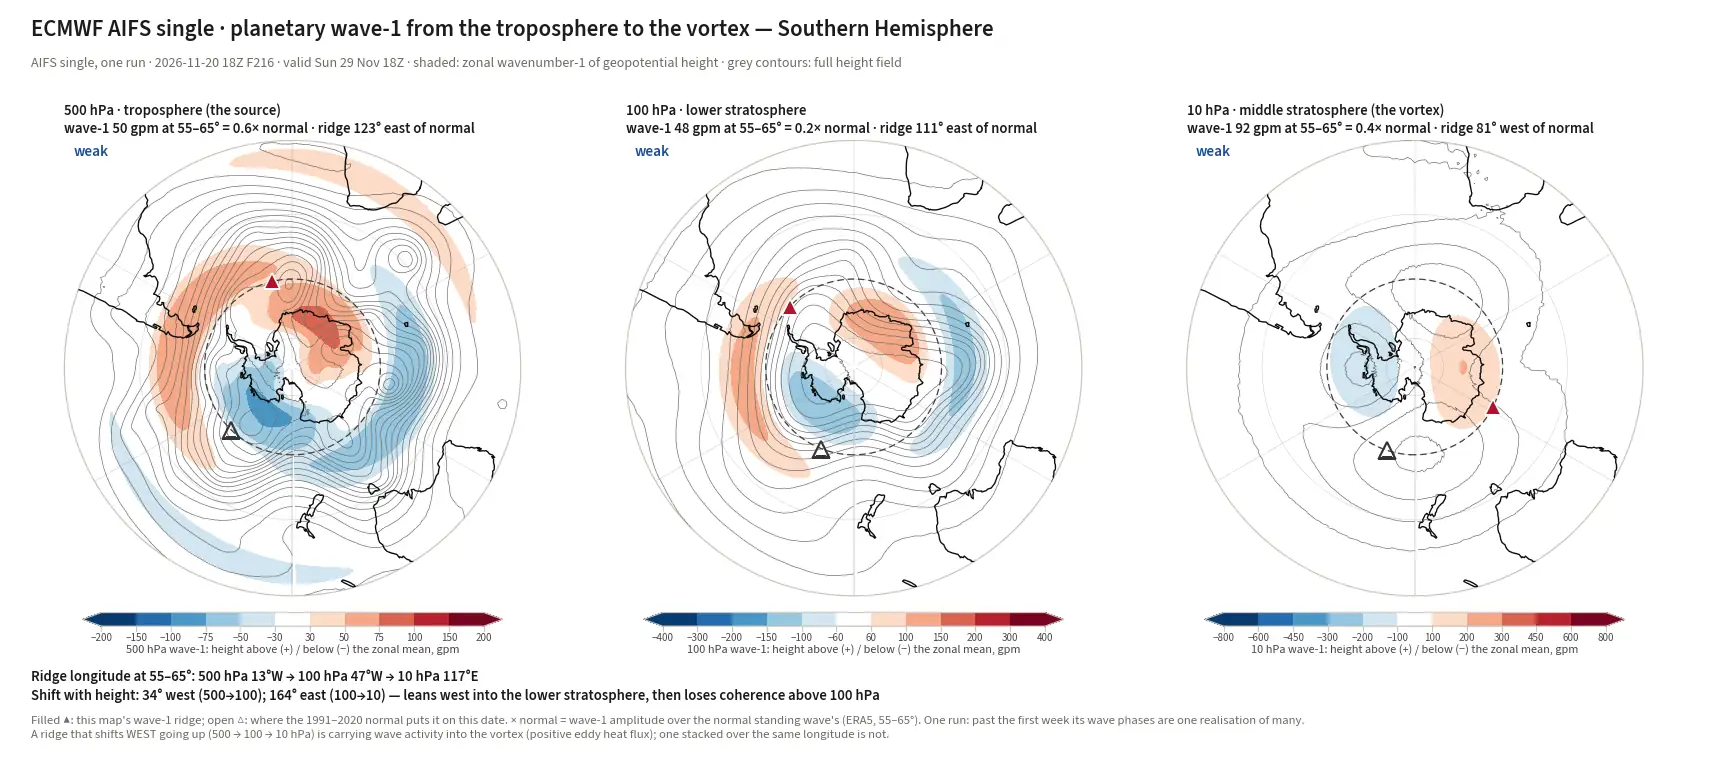 ECMWF AIFS single · planetary wave-1 from the troposphere to the vortex — Southern Hemisphere
AIFS single, one run · 2026-11-20 18Z F216 · valid Sun 29 Nov 18Z · shaded: zonal wavenumber-1 of geopotential height · grey contours: full height field
500 hPa · troposphere (the source)
wave-1 50 gpm at 55–65° = 0.6× normal · ridge 123° east of normal
weak
100 hPa · lower stratosphere
wave-1 48 gpm at 55–65° = 0.2× normal · ridge 111° east of normal
weak
10 hPa · middle stratosphere (the vortex)
wave-1 92 gpm at 55–65° = 0.4× normal · ridge 81° west of normal
weak
−200 −150 −100 −75 −50 −30 30 50 75 100 150 200
500 hPa wave-1: height above (+) / below (−) the zonal mean, gpm
−400 −300 −200 −150 −100 −60 60 100 150 200 300 400
100 hPa wave-1: height above (+) / below (−) the zonal mean, gpm
−800 −600 −450 −300 −200 −100 100 200 300 450 600 800
10 hPa wave-1: height above (+) / below (−) the zonal mean, gpm
Ridge longitude at 55–65°: 500 hPa 13°W → 100 hPa 47°W → 10 hPa 117°E
Shift with height: 34° west (500→100); 164° east (100→10) — leans west into the lower stratosphere, then loses coherence above 100 hPa
Filled ▲: this map's wave-1 ridge; open △: where the 1991–2020 normal puts it on this date. × normal = wave-1 amplitude over the normal standing wave's (ERA5, 55–65°). One run: past the first week its wave phases are one realisation of many.
A ridge that shifts WEST going up (500 → 100 → 10 hPa) is carrying wave activity into the vortex (positive eddy heat flux); one stacked over the same longitude is not.